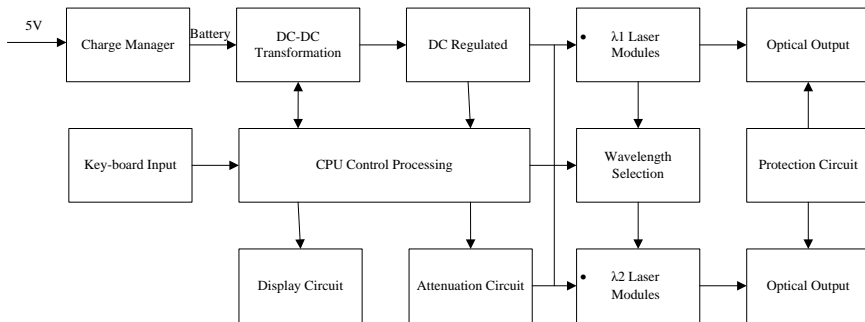 5V
Charge Manager
Battery
DC-DC
Transformation
DC Regulated
• λ1 Laser
Modules
Optical Output
Key-board Input
CPU Control Processing
Wavelength
Selection
Protection Circuit
Display Circuit
Attenuation Circuit
• λ2 Laser
Modules
Optical Output